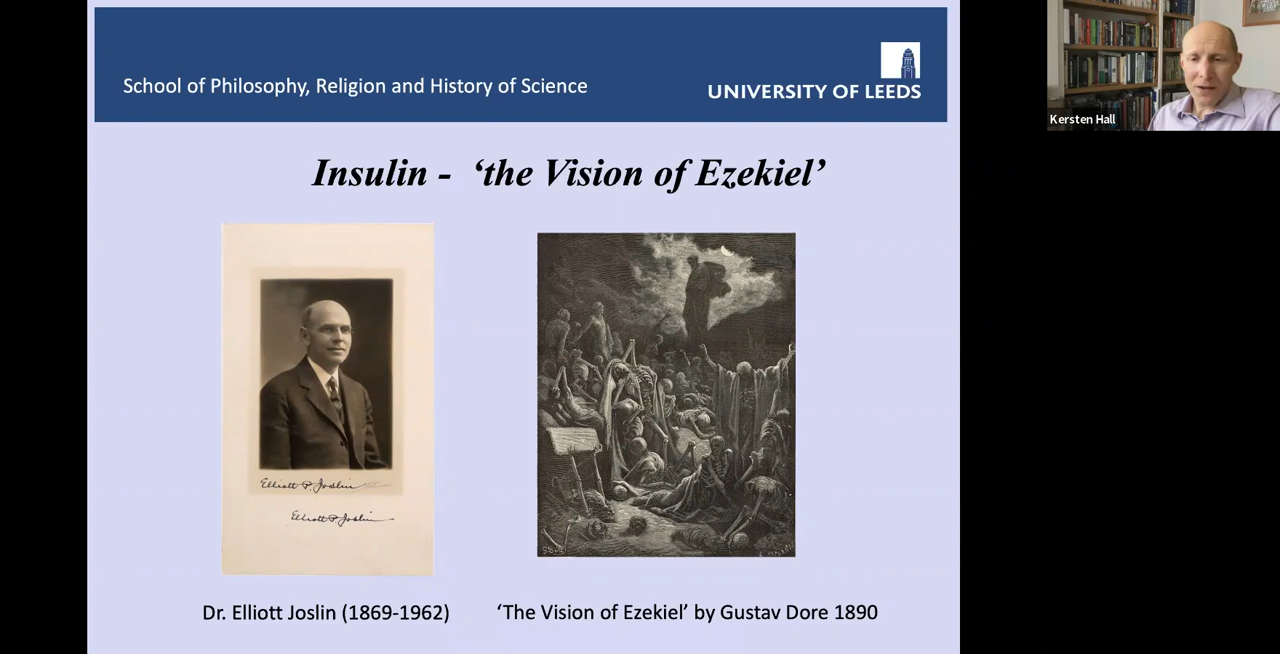 School of Philosophy, Religion and History of Science
UNIVERSITY OF LEEDS
Kersten Hall
Insulin - ‘the Vision of Ezekiel’
Elliott P. Joslin
Elliott P. Joslin
Dr. Elliott Joslin (1869-1962)
‘The Vision of Ezekiel’ by Gustav Dore 1890